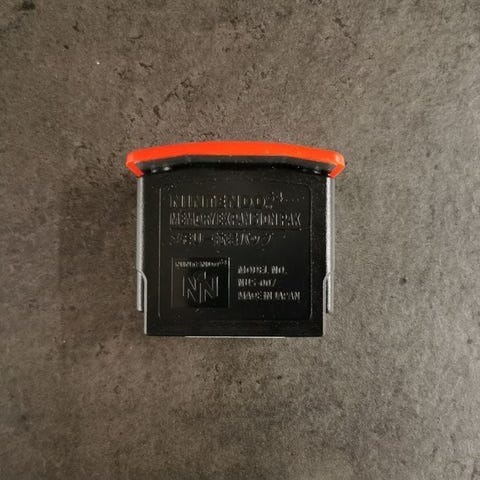 NINTENDO64
MEMORY EXPANSION PAK
メモリー拡張パック
NINTENDO64
MODEL NO.
NUS-007
MADE IN JAPAN